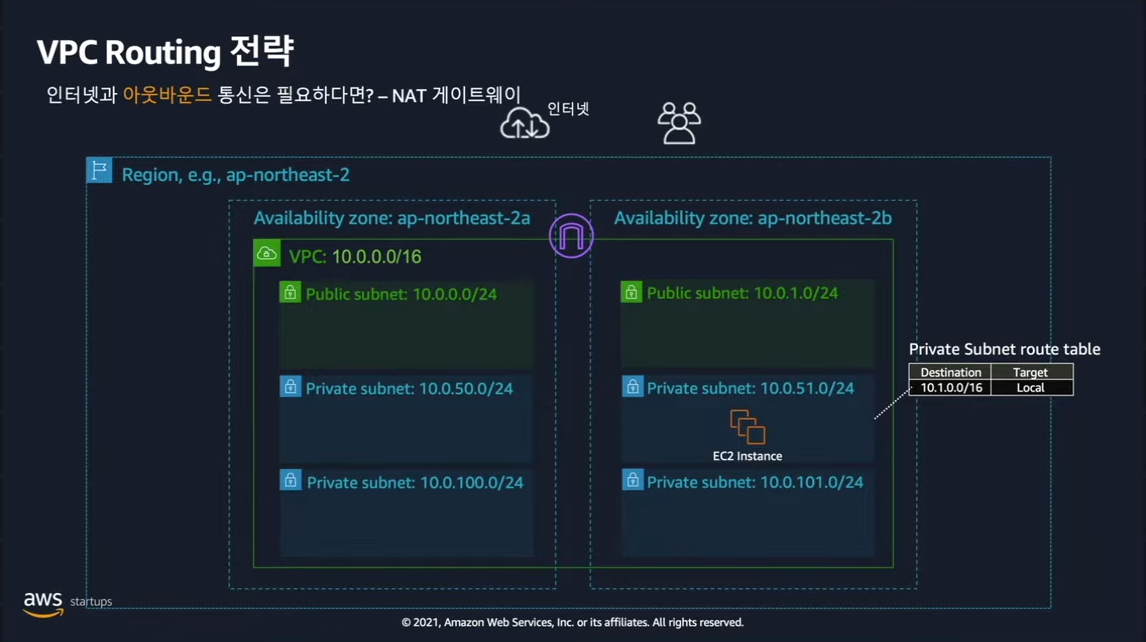 VPC Routing 전략
인터넷과 아웃바운드 통신은 필요하다면? – NAT 게이트웨이
인터넷
Region, e.g., ap-northeast-2
Availability zone: ap-northeast-2a
Availability zone: ap-northeast-2b
VPC: 10.0.0.0/16
Public subnet: 10.0.0.0/24
Public subnet: 10.0.1.0/24
Private Subnet route table
Destination Target
10.1.0.0/16 Local
Private subnet: 10.0.50.0/24
Private subnet: 10.0.51.0/24
EC2 Instance
Private subnet: 10.0.100.0/24
Private subnet: 10.0.101.0/24
aws startups
© 2021, Amazon Web Services, Inc. or its affiliates. All rights reserved.